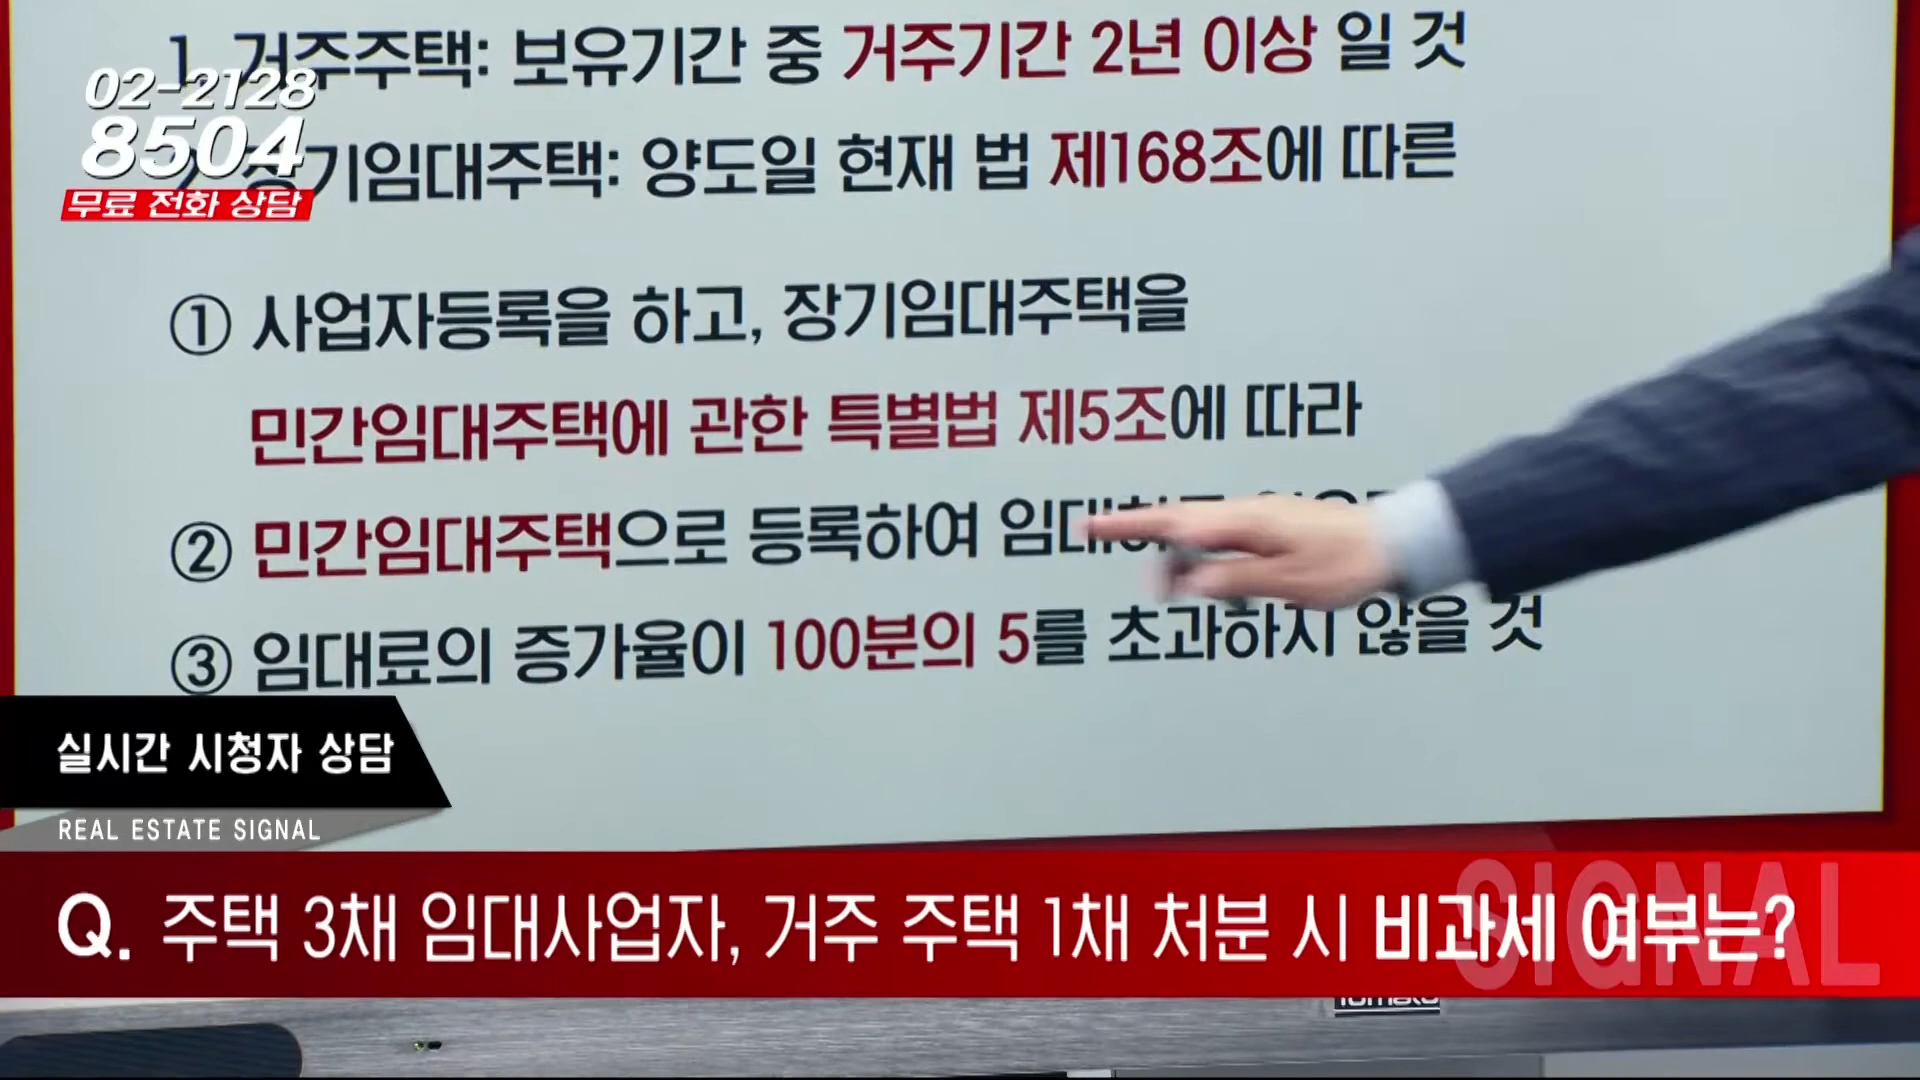 1. 거주주택: 보유기간 중 거주기간 2년 이상 일 것
02-2128
8504
무료 전화 상담
장기임대주택: 양도일 현재 법 제168조에 따른
① 사업자등록을 하고, 장기임대주택을
민간임대주택에 관한 특별법 제5조에 따라
② 민간임대주택으로 등록하여
③ 임대료의 증가율이 100분의 5를 초과하지 않을 것
실시간 시청자 상담
REAL ESTATE SIGNAL
SIGNAL
Q. 주택 3채 임대사업자, 거주 주택 1채 처분 시 비과세 여부는?